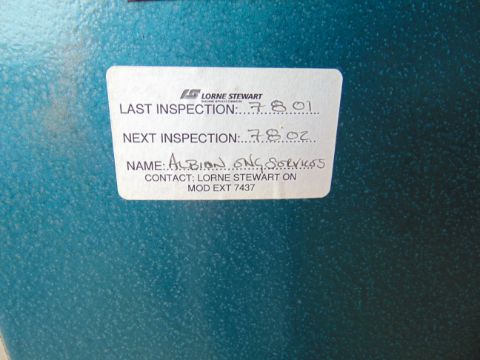 LS LORNE STEWART
LAST INSPECTION: 7.8.01
NEXT INSPECTION: 7.8.02
NAME: ALBION ENG, SERVICES
CONTACT: LORNE STEWART ON
MOD EXT 7437